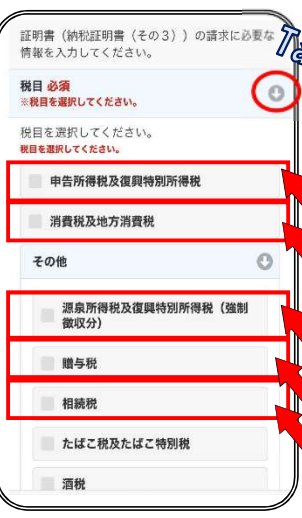 証明書（納税証明書（その３））の請求に必要な
情報を入力してください。
税目 必須
※税目を選択してください。
税目を選択してください。
税目を選択してください。
申告所得税及復興特別所得税
消費税及地方消費税
その他
源泉所得税及復興特別所得税（強制
徴収分）
贈与税
相続税
たばこ税及たばこ特別税
酒税